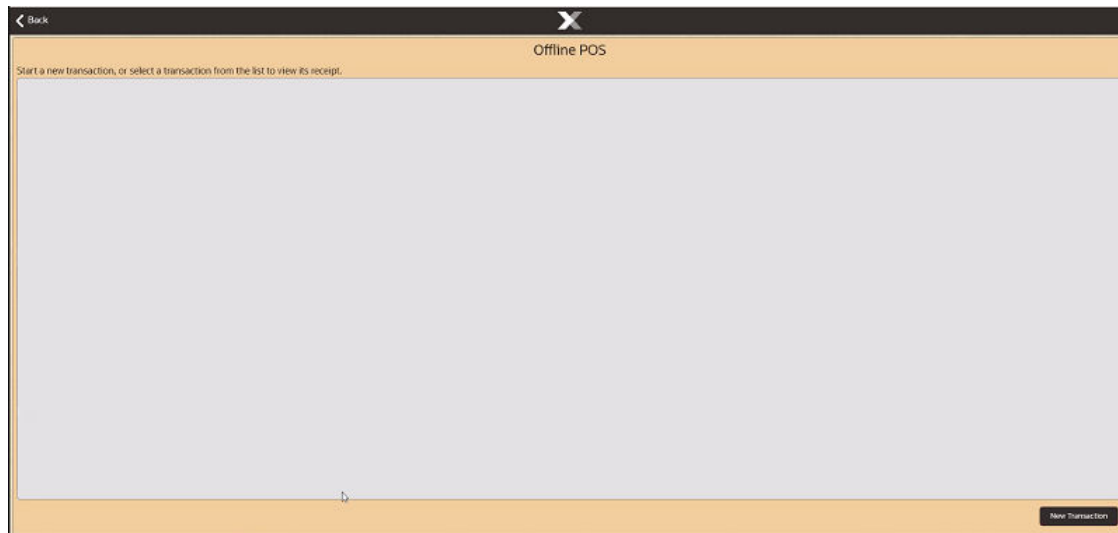 Back
Offline POS
Start a new transaction, or select a transaction from the list to view its receipt.
New Transaction